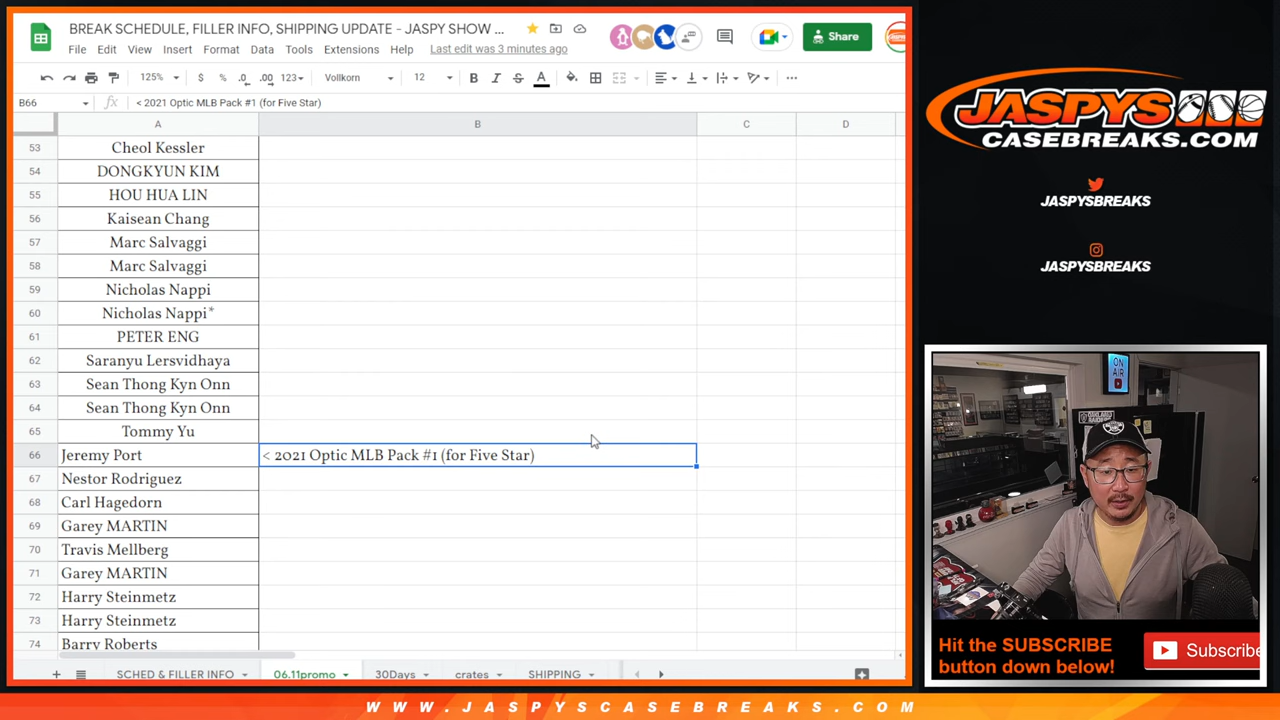 BREAK SCHEDULE, FILLER INFO, SHIPPING UPDATE - JASPY SHOW ...
File Edit View Insert Format Data Tools Extensions Help Last edit was 3 minutes ago
Share
125% $ % .0 .00 123 Vollkorn 12 B I S A
B66 fx < 2021 Optic MLB Pack #1 (for Five Star)
A B C D
53 Cheol Kessler
54 DONGKYUN KIM
55 HOU HUA LIN
56 Kaisean Chang
57 Marc Salvaggi
58 Marc Salvaggi
59 Nicholas Nappi
60 Nicholas Nappi*
61 PETER ENG
62 Saranyu Lersvidhaya
63 Sean Thong Kyn Onn
64 Sean Thong Kyn Onn
65 Tommy Yu
66 Jeremy Port < 2021 Optic MLB Pack #1 (for Five Star)
67 Nestor Rodriguez
68 Carl Hagedorn
69 Garey MARTIN
70 Travis Mellberg
71 Garey MARTIN
72 Harry Steinmetz
73 Harry Steinmetz
74 Barry Roberts
SCHED & FILLER INFO 06.11promo 30Days crates SHIPPING
JASPYS
CASEBREAKS.COM
JASPYSBREAKS
JASPYSBREAKS
ON AIR
Hit the SUBSCRIBE
button down below!
Subscribe
WWW.JASPYSCASEBREAKS.COM